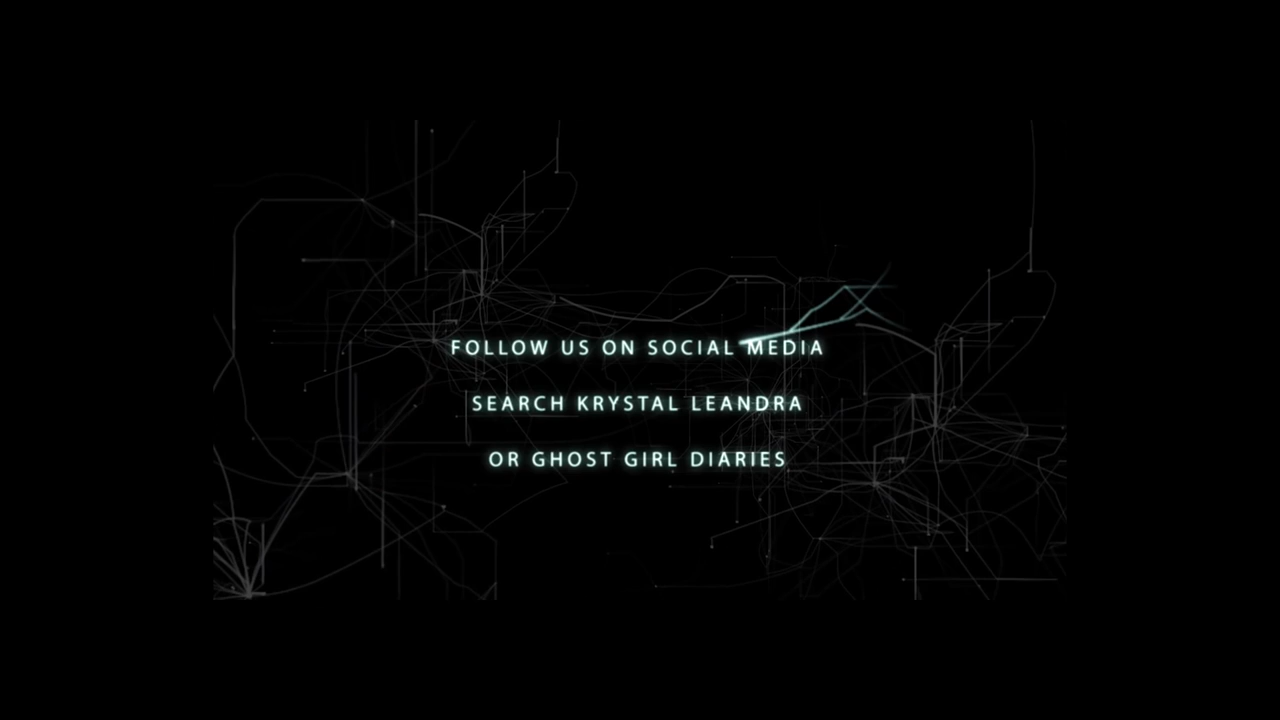 FOLLOW US ON SOCIAL MEDIA
SEARCH KRYSTAL LEANDRA
OR GHOST GIRL DIARIES